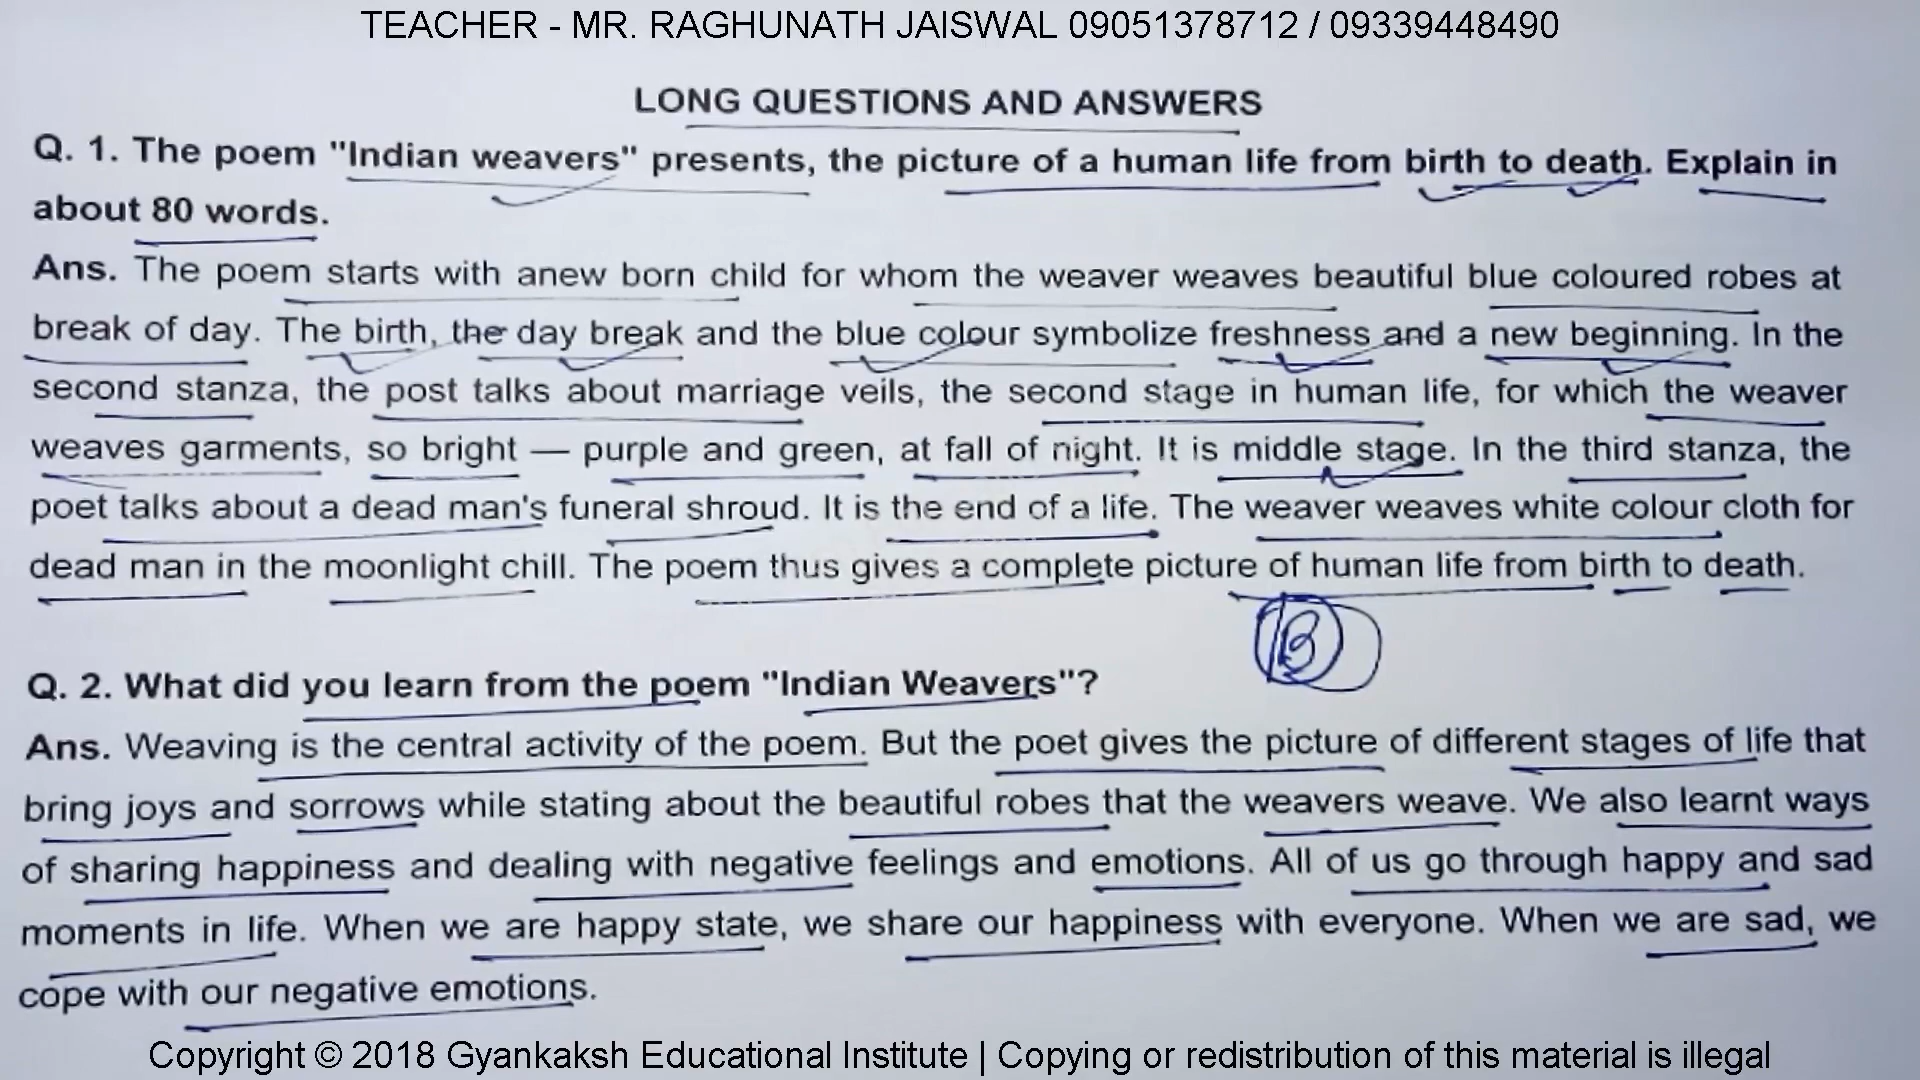 TEACHER - MR. RAGHUNATH JAISWAL 09051378712 / 09339448490
LONG QUESTIONS AND ANSWERS
Q. 1. The poem "Indian weavers" presents, the picture of a human life from birth to death. Explain in
about 80 words.
Ans. The poem starts with anew born child for whom the weaver weaves beautiful blue coloured robes at
break of day. The birth, the day break and the blue colour symbolize freshness and a new beginning. In the
second stanza, the post talks about marriage veils, the second stage in human life, for which the weaver
weaves garments, so bright — purple and green, at fall of night. It is middle stage. In the third stanza, the
poet talks about a dead man's funeral shroud. It is the end of a life. The weaver weaves white colour cloth for
dead man in the moonlight chill. The poem thus gives a complete picture of human life from birth to death.
Q. 2. What did you learn from the poem "Indian Weavers"?
Ans. Weaving is the central activity of the poem. But the poet gives the picture of different stages of life that
bring joys and sorrows while stating about the beautiful robes that the weavers weave. We also learnt ways
of sharing happiness and dealing with negative feelings and emotions. All of us go through happy and sad
moments in life. When we are happy state, we share our happiness with everyone. When we are sad, we
cope with our negative emotions.
Copyright © 2018 Gyankaksh Educational Institute | Copying or redistribution of this material is illegal